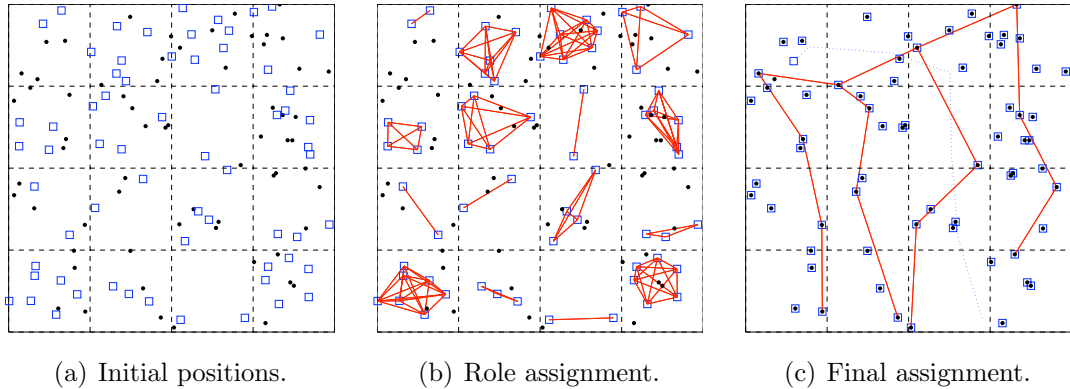 (a) Initial positions.
(b) Role assignment.
(c) Final assignment.